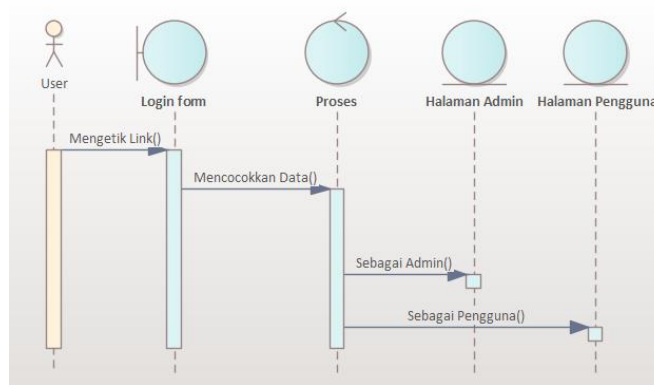 User
Login form
Proses
Halaman Admin
Halaman Pengguna
Mengetik Link()
Mencocokkan Data()
Sebagai Admin()
Sebagai Pengguna()